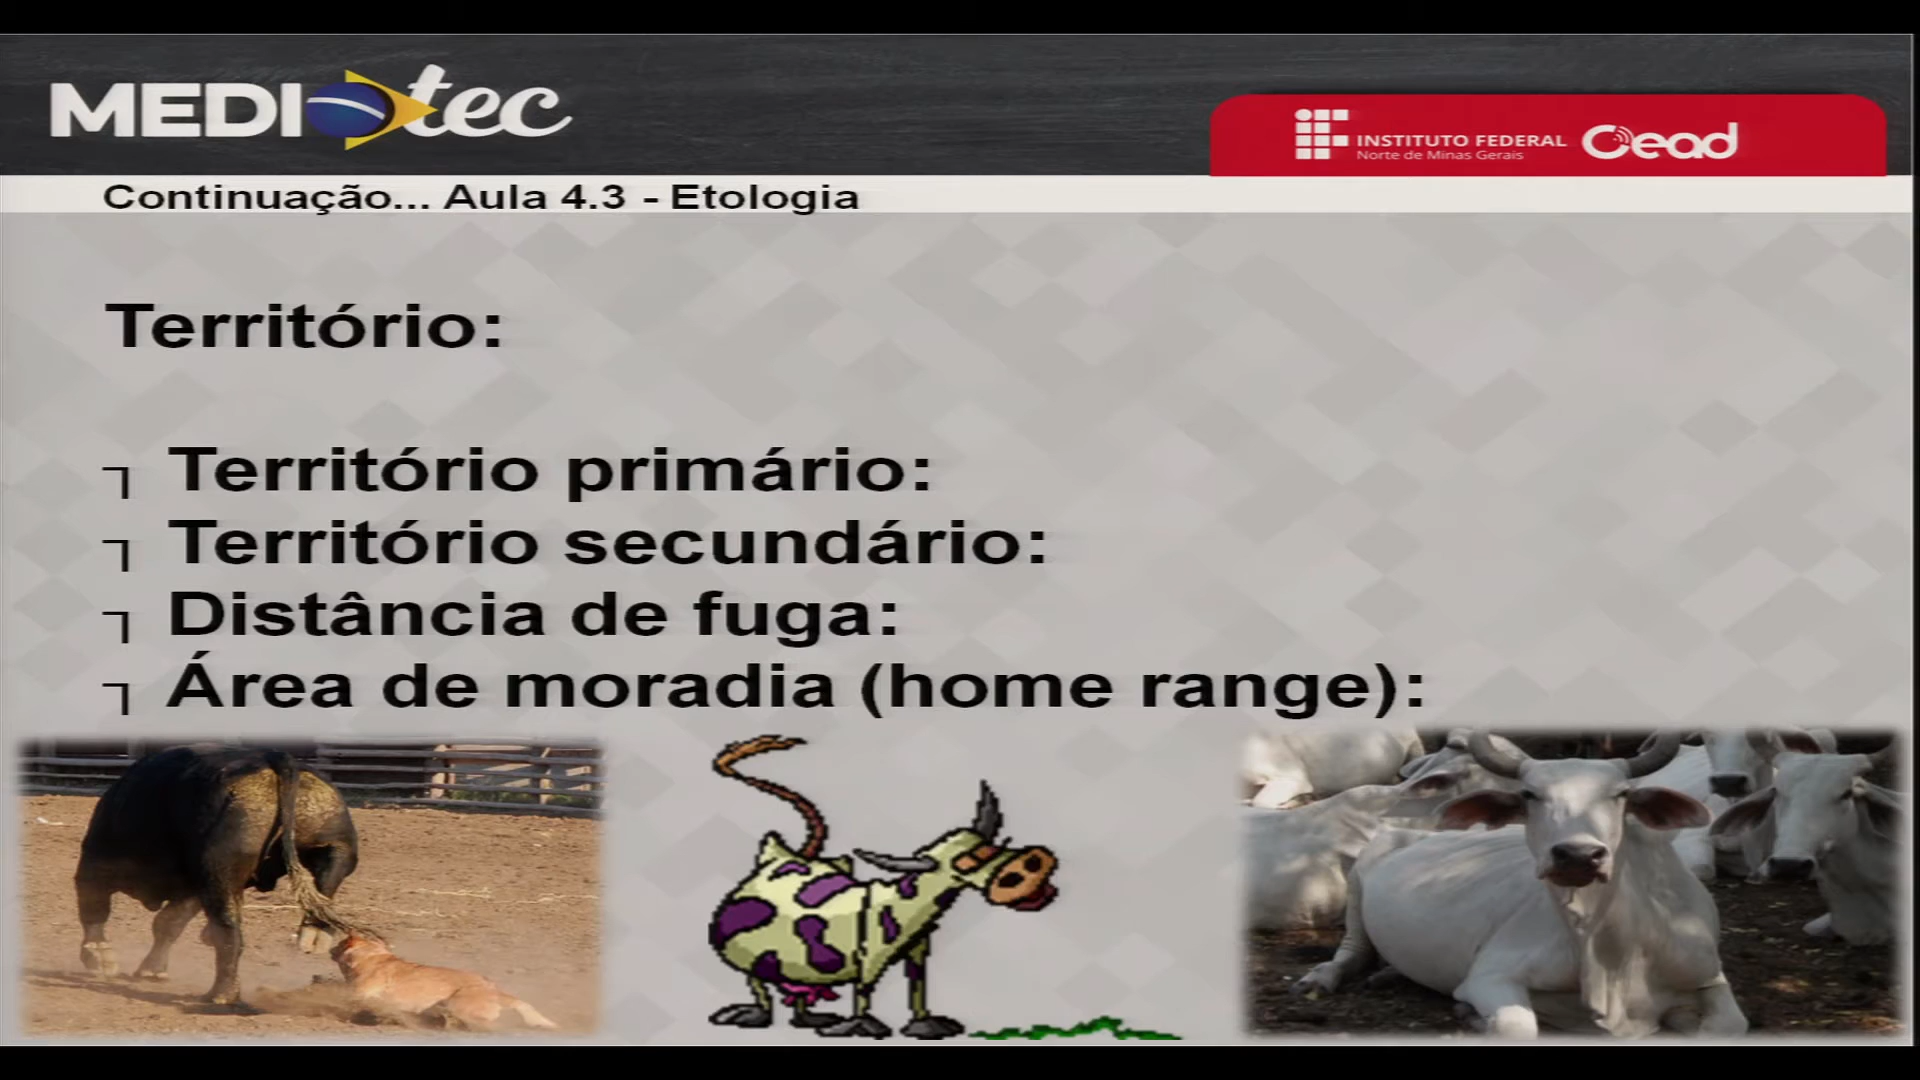 MEDIOtec
INSTITUTO FEDERAL
Norte de Minas Gerais
Cead
Continuação... Aula 4.3 - Etologia
Território:
Território primário:
Território secundário:
Distância de fuga:
Área de moradia (home range):